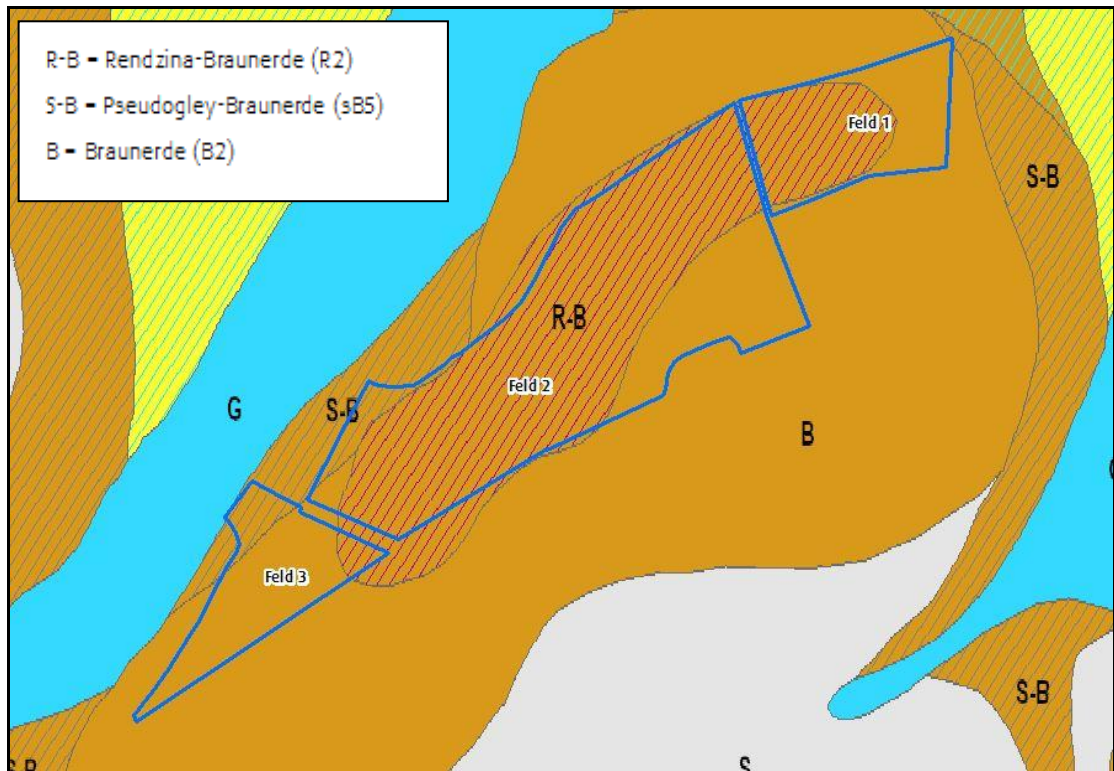 R-B = Rendzina-Braunerde (R2)
S-B = Pseudogley-Braunerde (sB5)
B = Braunerde (B2)
Feld 1
S-B
R-B
Feld 2
G
S-B
B
Feld 3
S-B
S